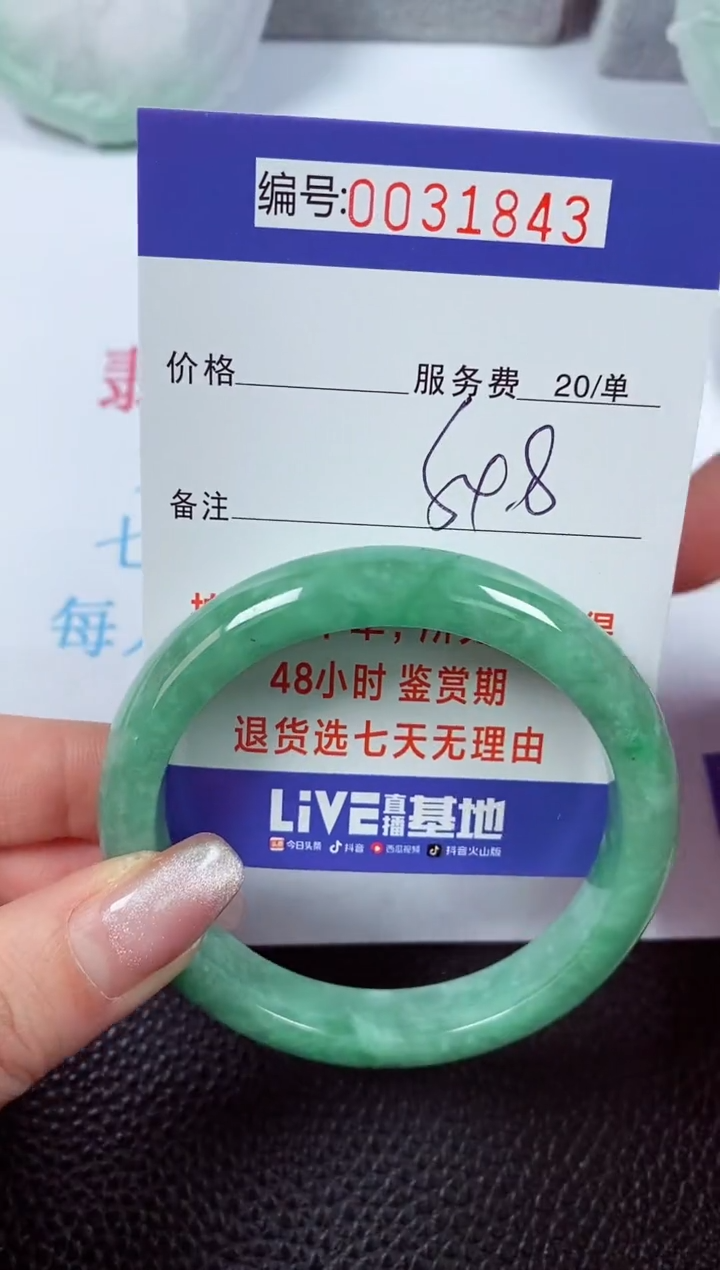 编号:0031843
价格 服务费 20/单
54.8
备注
每
48小时 鉴赏期
退货选七天无理由
LiVE直播基地
今日头条 抖音 西瓜视频 抖音火山版